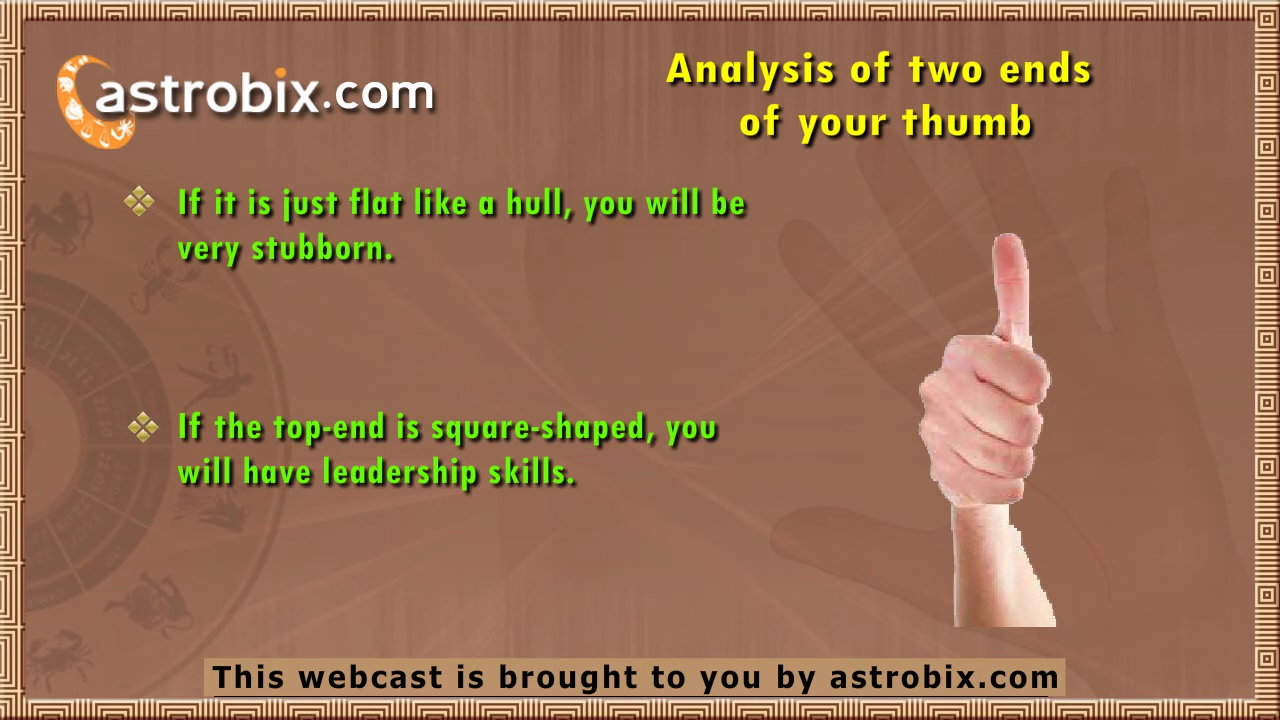 astrobix.com
Analysis of two ends
of your thumb
If it is just flat like a hull, you will be
very stubborn.
If the top-end is square-shaped, you
will have leadership skills.
This webcast is brought to you by astrobix.com